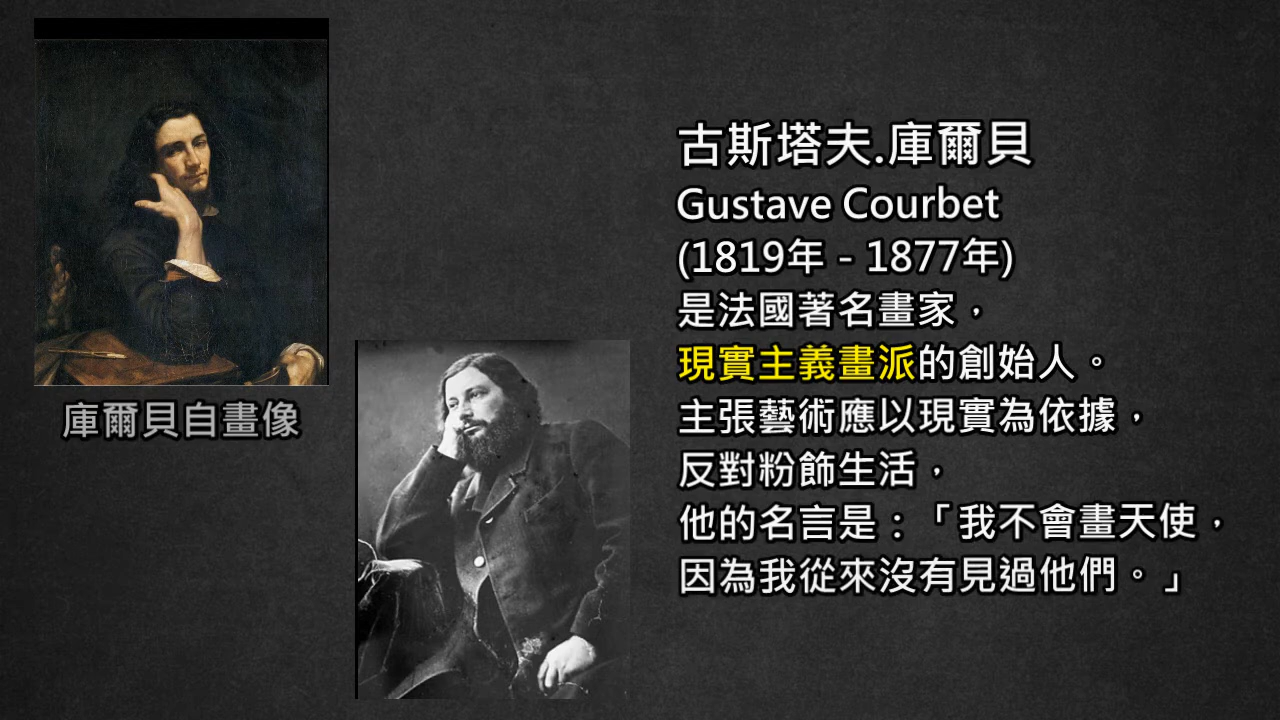 古斯塔夫.庫爾貝
Gustave Courbet
(1819年 - 1877年)
是法國著名畫家，
現實主義畫派的創始人。
主張藝術應以現實為依據，
反對粉飾生活，
他的名言是：「我不會畫天使，
因為我從來沒有見過他們。」
庫爾貝自畫像